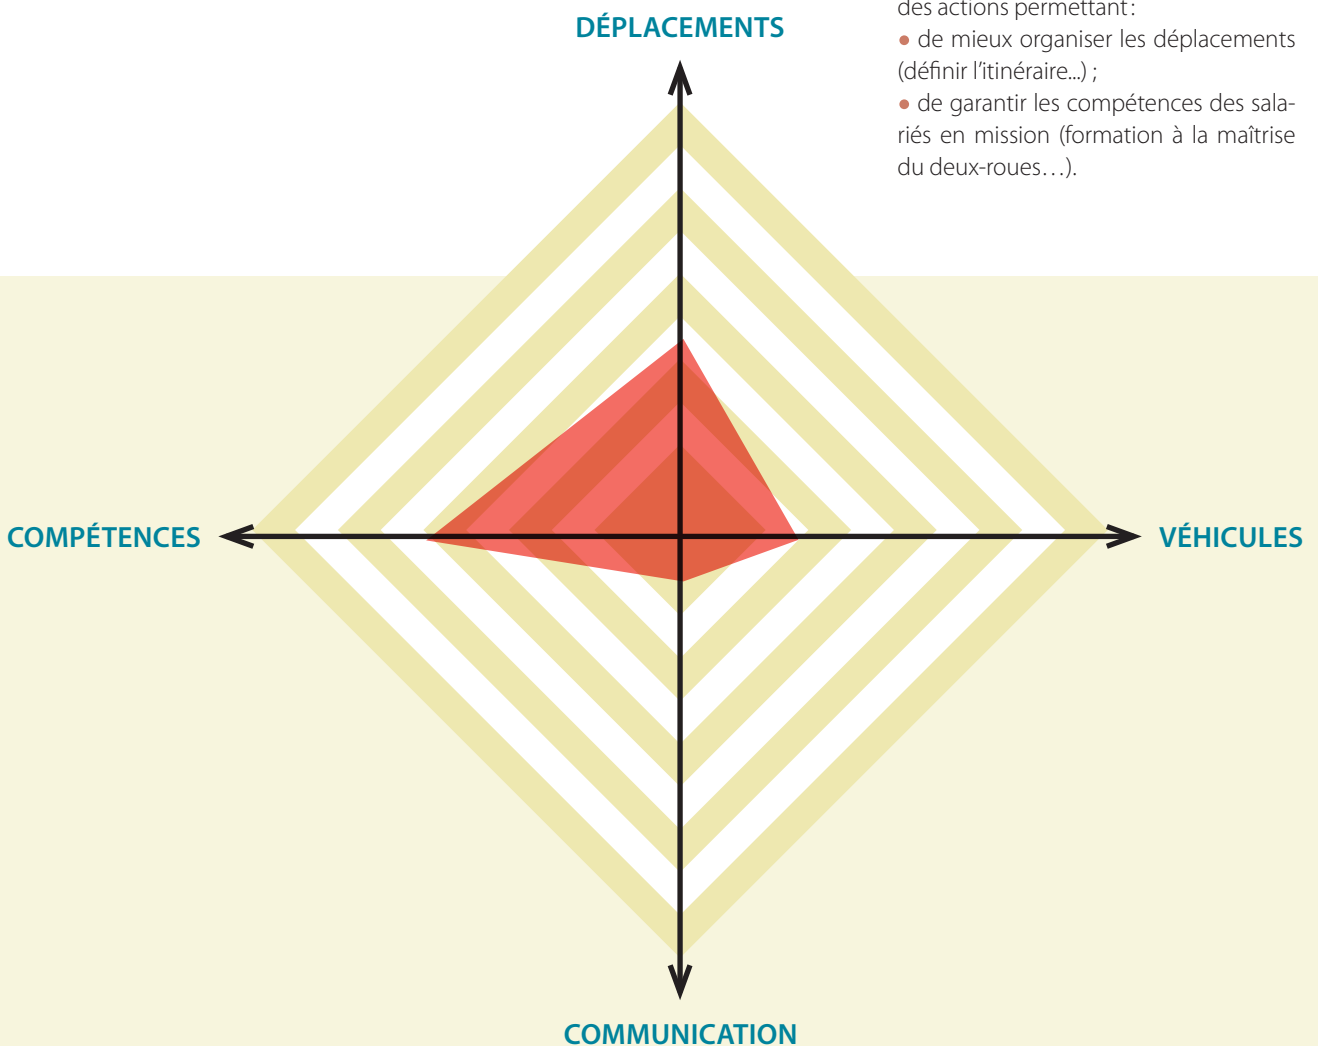 des actions permettant :
• de mieux organiser les déplacements
(définir l’itinéraire...) ;
• de garantir les compétences des sala-
riés en mission (formation à la maîtrise
du deux-roues…).
DÉPLACEMENTS
COMPÉTENCES
VÉHICULES
COMMUNICATION